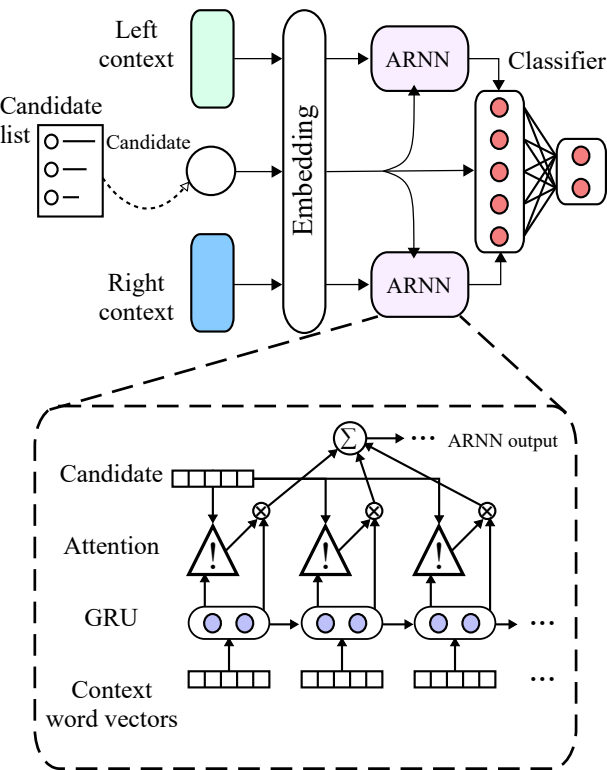 Left
context
ARNN
Classifier
Candidate
list
Candidate
Embedding
Right
context
ARNN
Σ
... ARNN output
Candidate
Attention
! ! !
GRU
...
Context
word vectors
...